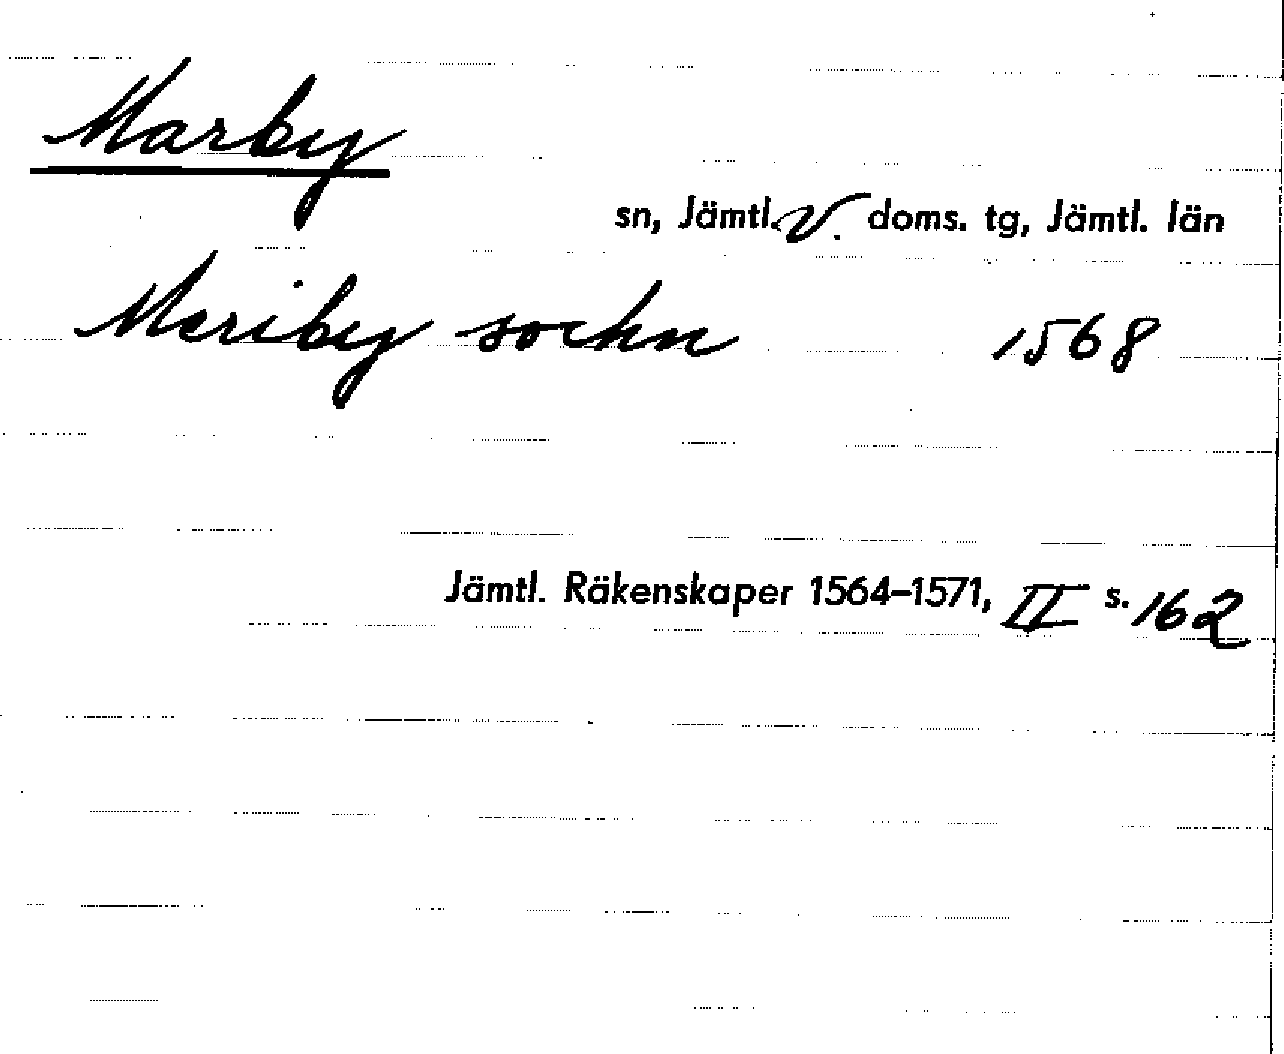 Marby
sn, Jämtl. V. doms. tg, Jämtl. län
Meriby sochn 1568
Jämtl. Räkenskaper 1564-1571, II s. 162